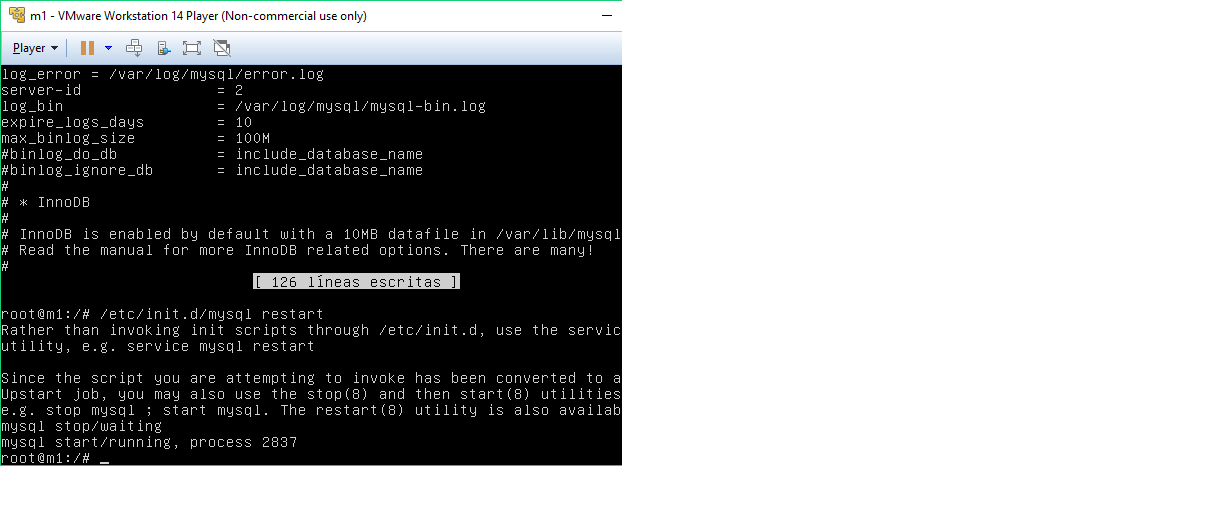 m1 - VMware Workstation 14 Player (Non-commercial use only)
Player
log_error = /var/log/mysql/error.log
server-id = 2
log_bin = /var/log/mysql/mysql-bin.log
expire_logs_days = 10
max_binlog_size = 100M
#binlog_do_db = include_database_name
#binlog_ignore_db = include_database_name
#
# * InnoDB
#
# InnoDB is enabled by default with a 10MB datafile in /var/lib/mysql
# Read the manual for more InnoDB related options. There are many!
#
[ 126 líneas escritas ]
root@m1:/# /etc/init.d/mysql restart
Rather than invoking init scripts through /etc/init.d, use the servic
utility, e.g. service mysql restart
Since the script you are attempting to invoke has been converted to a
Upstart job, you may also use the stop(8) and then start(8) utilities
e.g. stop mysql ; start mysql. The restart(8) utility is also availab
mysql stop/waiting
mysql start/running, process 2837
root@m1:/# _